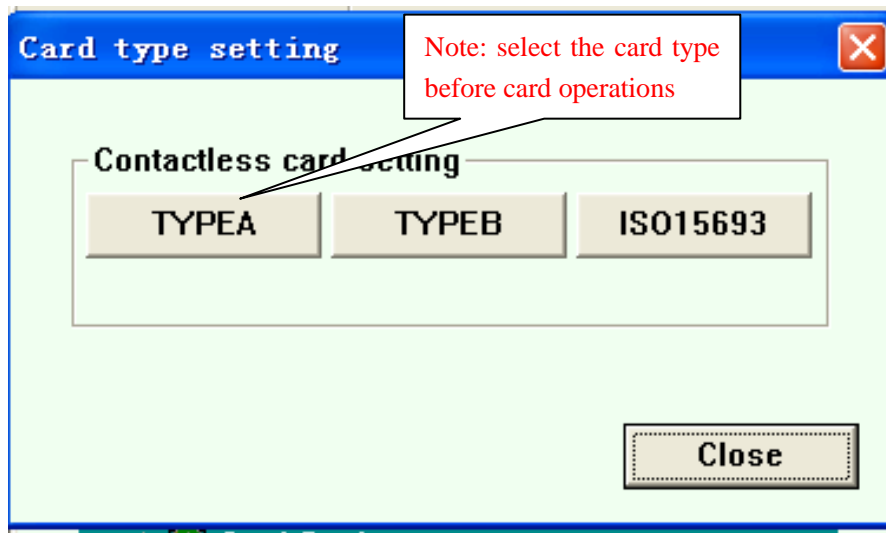 Card type setting
Note: select the card type
before card operations
Contactless card setting
TYPEA
TYPEB
ISO15693
Close